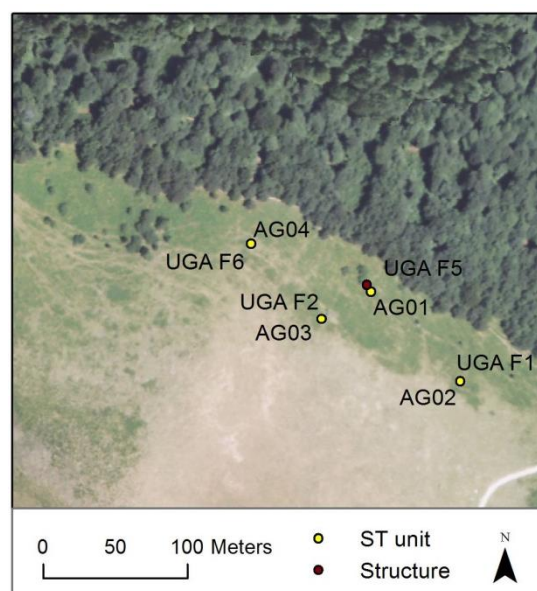 AG04
UGA F6
UGA F5
AG01
UGA F2
AG03
UGA F1
AG02
0 50 100 Meters
ST unit
Structure
N